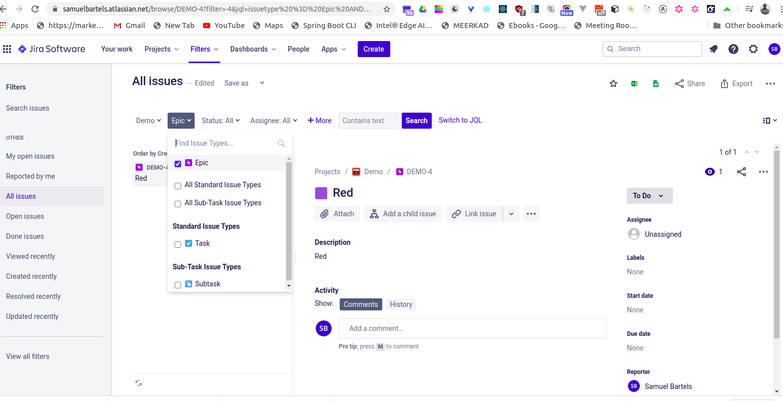 samuelbartels.atlassian.net/browse/DEMO-4?filter=-4&jql=issuetype%20%3D%20Epic%20AND...
Apps https://marke... Gmail New Tab YouTube Maps Spring Boot CLI Intel® Edge AI... MEERKAD Ebooks - Goog... Meeting Roo... Other bookmark
Jira Software Your work Projects Filters Dashboards People Apps Create Search SB
Filters
Search issues
OTHER
My open issues
Reported by me
All issues
Open issues
Done issues
Viewed recently
Created recently
Resolved recently
Updated recently
View all filters
All issues — Edited Save as
Share Export
Demo Epic Status: All Assignee: All + More Contains text Search Switch to JQL
Order by Crea
DEMO-4
Red
Find Issue Types...
Epic
All Standard Issue Types
All Sub-Task Issue Types
Standard Issue Types
Task
Sub-Task Issue Types
Subtask
1 of 1
Projects / Demo / DEMO-4
1
Red
Attach Add a child issue Link issue
Description
Red
Activity
Show: Comments History
SB Add a comment...
Pro tip: press M to comment
To Do
Assignee
Unassigned
Labels
None
Start date
None
Due date
None
Reporter
SB Samuel Bartels